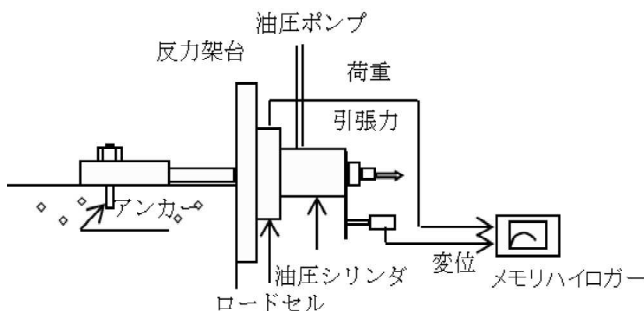 油圧ポンプ
反力架台
荷重
引張力
アンカー
変位
油圧シリンダ
メモリハイロガー
ロードセル